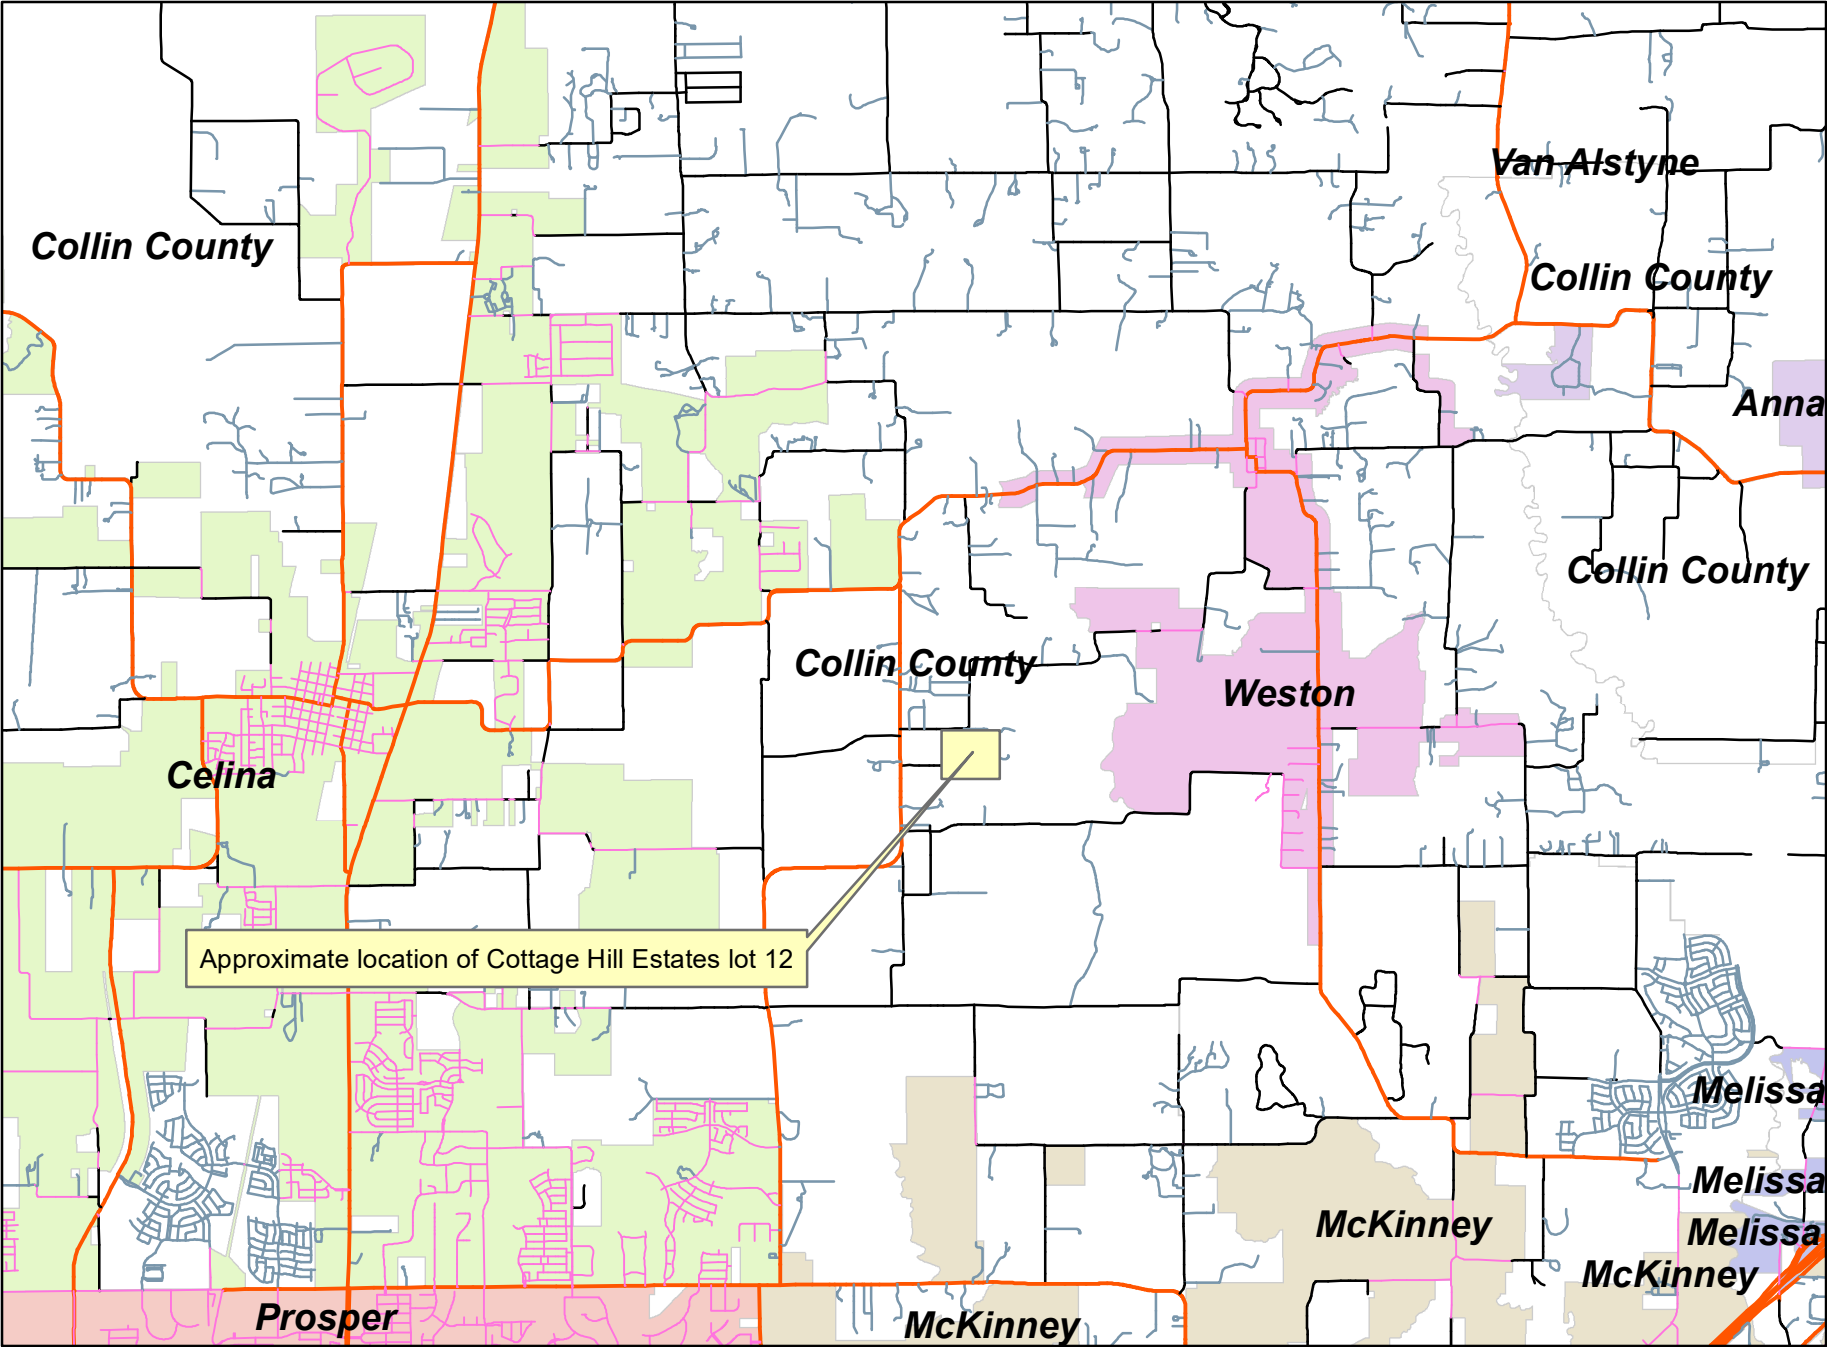 Van Alstyne
Collin County
Collin County
Anna
Collin County
Collin County
Weston
Celina
Approximate location of Cottage Hill Estates lot 12
Melissa
Melissa
McKinney
Melissa
McKinney
Prosper
McKinney